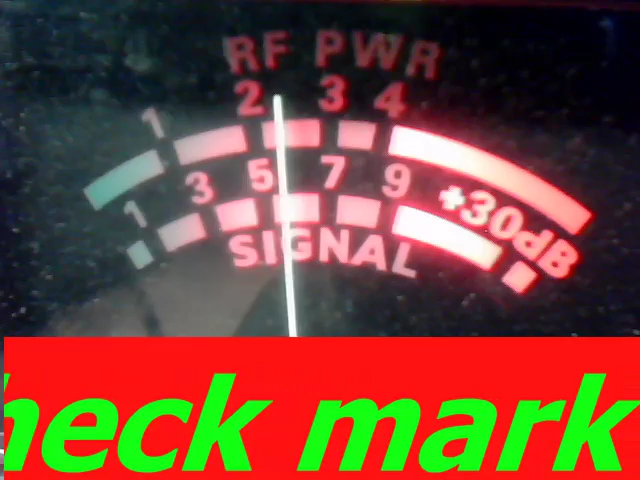 RF PWR
1 2 3 4
1 3 5 7 9 +30dB
SIGNAL
heck mark